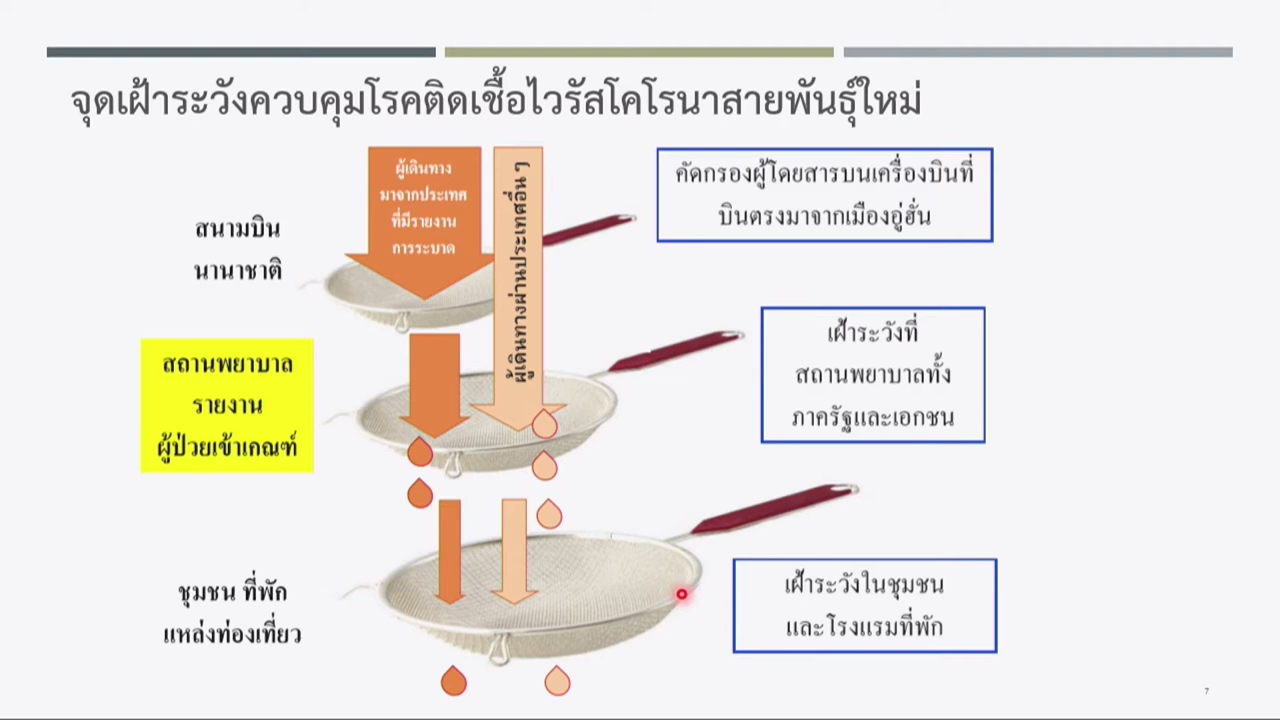 จุดเฝ้าระวังควบคุมโรคติดเชื้อไวรัสโคโรนาสายพันธุ์ใหม่
ผู้เดินทาง
มาจากประเทศ
ที่มีรายงาน
การระบาด
ผู้เดินทางผ่านประเทศอื่น ๆ
คัดกรองผู้โดยสารบนเครื่องบินที่
บินตรงมาจากเมืองอู่ฮั่น
สนามบิน
นานาชาติ
สถานพยาบาล
รายงาน
ผู้ป่วยเข้าเกณฑ์
เฝ้าระวังที่
สถานพยาบาลทั้ง
ภาครัฐและเอกชน
ชุมชน ที่พัก
แหล่งท่องเที่ยว
เฝ้าระวังในชุมชน
และโรงแรมที่พัก
7